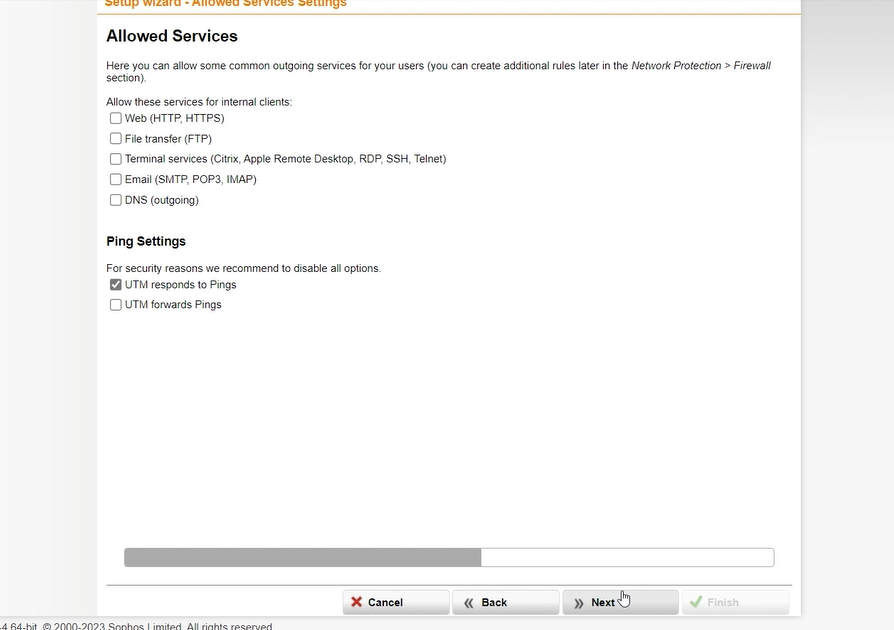 Setup wizard - Allowed Services Settings
Allowed Services
Here you can allow some common outgoing services for your users (you can create additional rules later in the Network Protection > Firewall
section).
Allow these services for internal clients:
Web (HTTP, HTTPS)
File transfer (FTP)
Terminal services (Citrix, Apple Remote Desktop, RDP, SSH, Telnet)
Email (SMTP, POP3, IMAP)
DNS (outgoing)
Ping Settings
For security reasons we recommend to disable all options.
UTM responds to Pings
UTM forwards Pings
Cancel
Back
Next
Finish
-4 64-bit. © 2000-2023 Sophos Limited. All rights reserved.